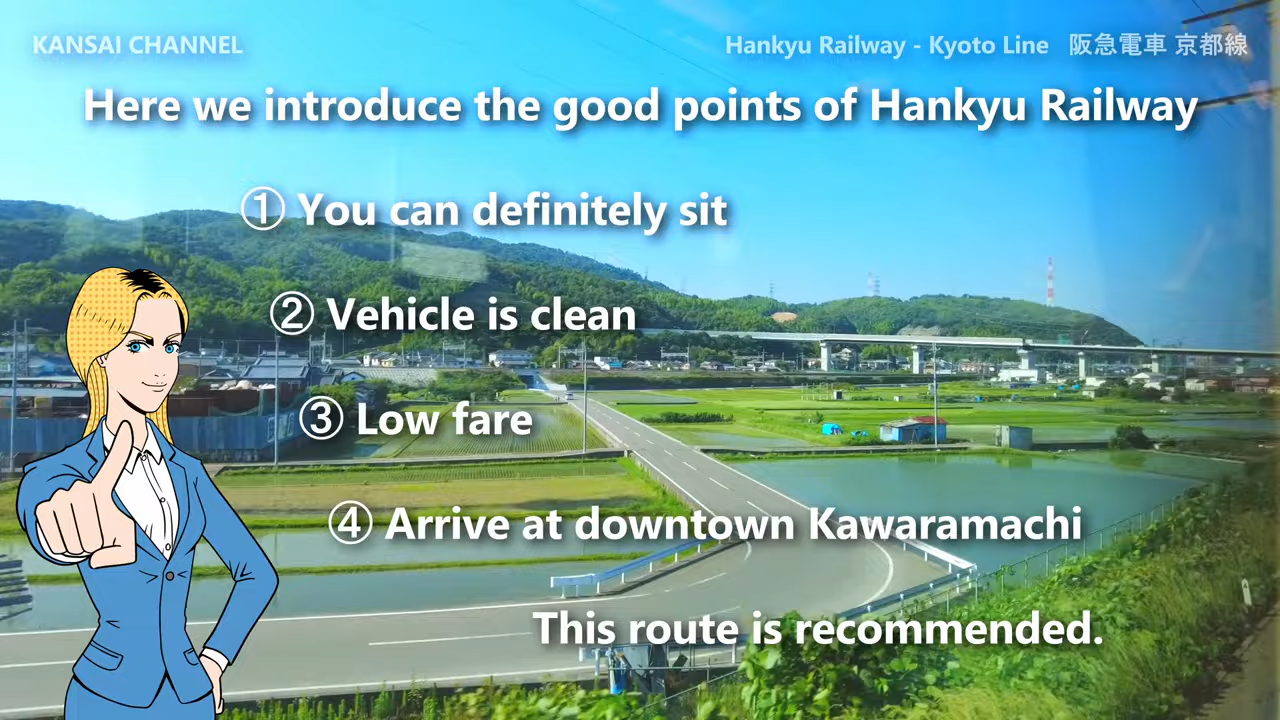 KANSAI CHANNEL
Hankyu Railway - Kyoto Line 阪急電車 京都線
Here we introduce the good points of Hankyu Railway
① You can definitely sit
② Vehicle is clean
③ Low fare
④ Arrive at downtown Kawaramachi
This route is recommended.